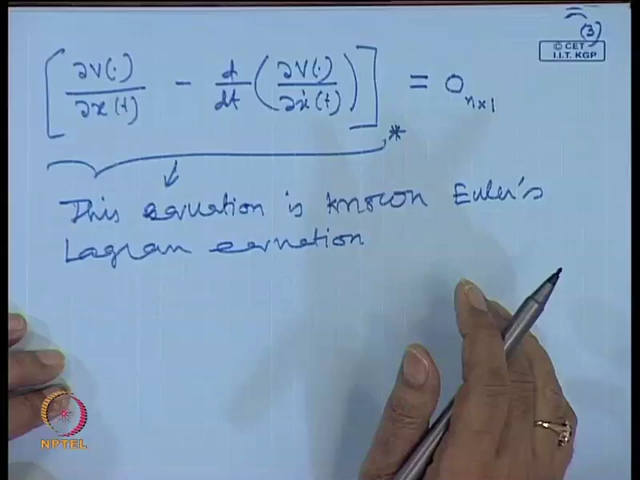 (3)
© CET
I.I.T. KGP
[∂V(.)/∂x(t) - d/dt (∂V(.)/∂ẋ(t))]* = 0n×1
This equation is known Euler's
Lagran equation
NPTEL